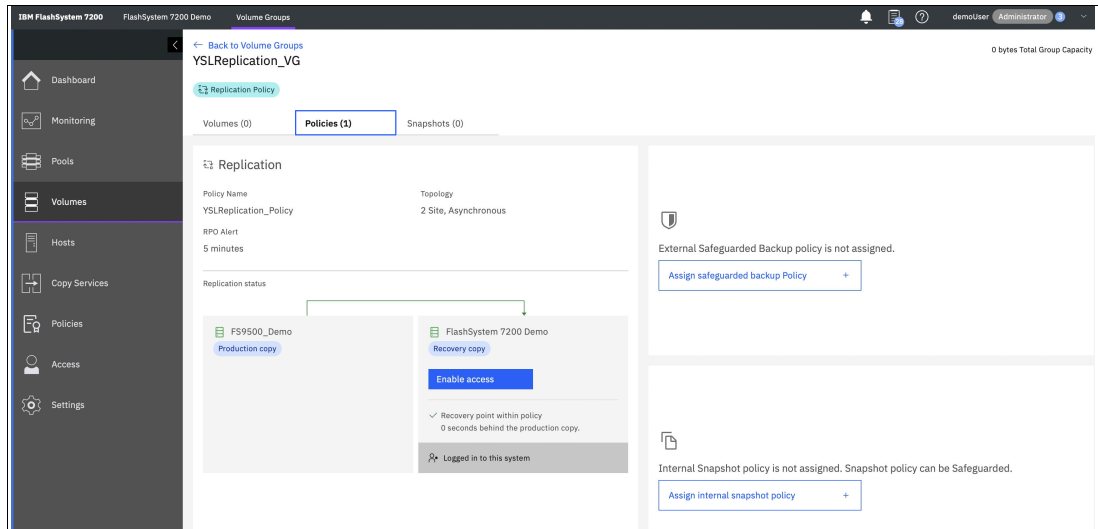 IBM FlashSystem 7200
FlashSystem 7200 Demo
Volume Groups
28
demoUser
Administrator
3
Dashboard
Monitoring
Pools
Volumes
Hosts
Copy Services
Policies
Access
Settings
← Back to Volume Groups
YSLReplication_VG
0 bytes Total Group Capacity
Replication Policy
Volumes (0)
Policies (1)
Snapshots (0)
Replication
Policy Name
YSLReplication_Policy
Topology
2 Site, Asynchronous
RPO Alert
5 minutes
Replication status
FS9500_Demo
Production copy
FlashSystem 7200 Demo
Recovery copy
Enable access
Recovery point within policy
0 seconds behind the production copy.
Logged in to this system
External Safeguarded Backup policy is not assigned.
Assign safeguarded backup Policy +
Internal Snapshot policy is not assigned. Snapshot policy can be Safeguarded.
Assign internal snapshot policy +